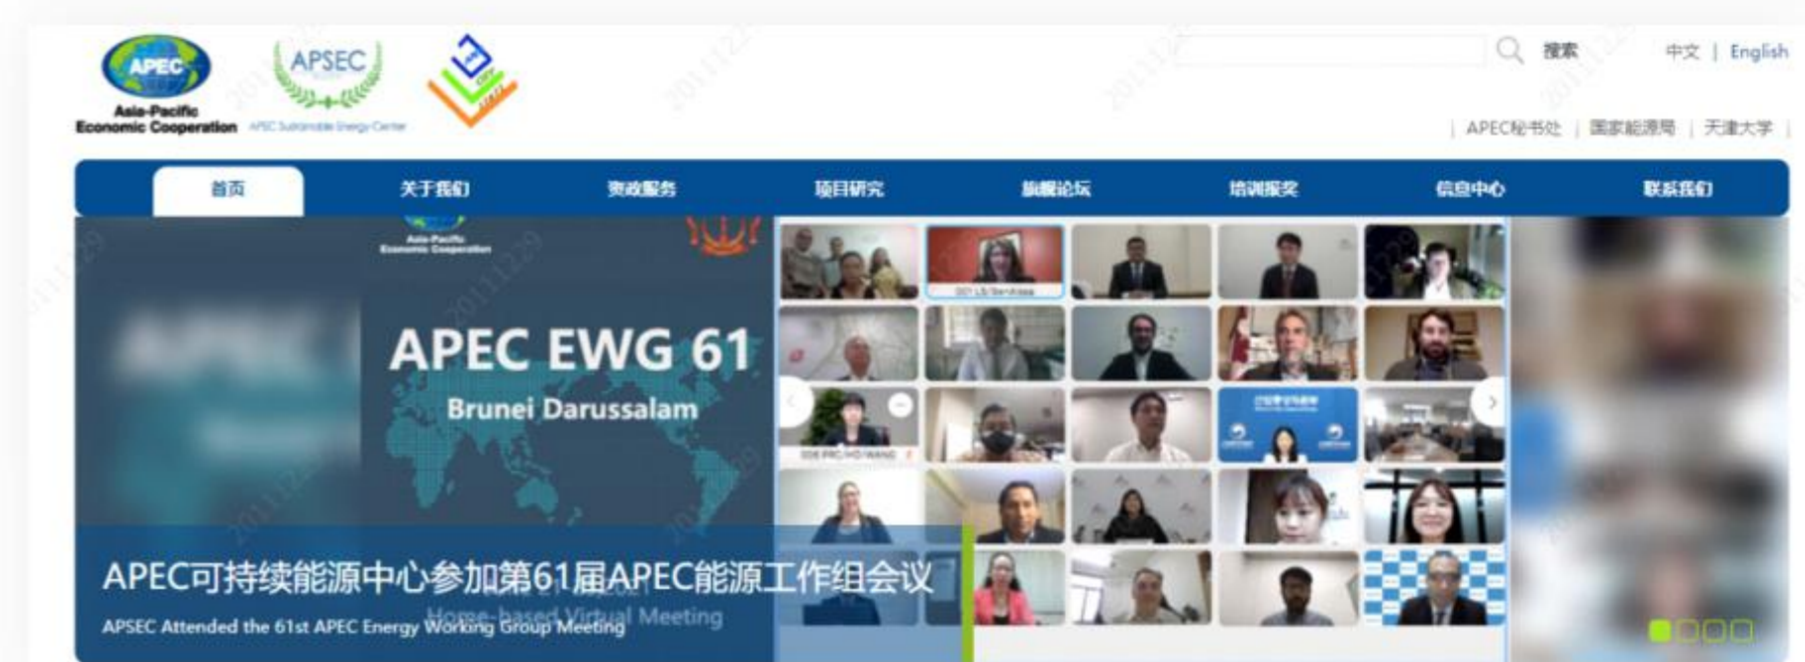 APEC
Asia-Pacific
Economic Cooperation
APSEC
APEC Sustainable Energy Center
搜索
中文 | English
| APEC秘书处 | 国家能源局 | 天津大学 |
首页 关于我们 资政服务 项目研究 旗舰论坛 培训报奖 信息中心 联系我们
Asia-Pacific
Economic Cooperation
APEC EWG 61
Brunei Darussalam
APEC可持续能源中心参加第61届APEC能源工作组会议
Home-based Virtual Meeting
APSEC Attended the 61st APEC Energy Working Group Meeting
20111229